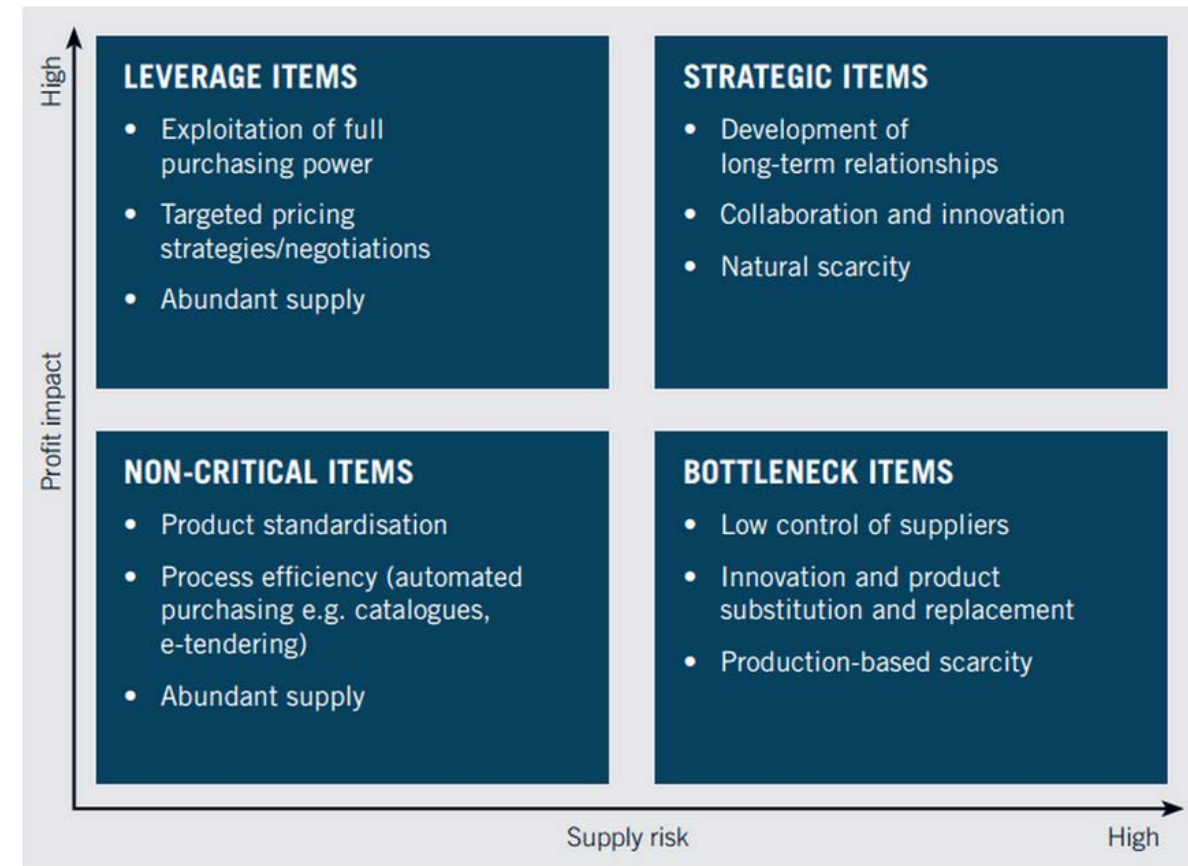 High
Profit impact
LEVERAGE ITEMS
• Exploitation of full
purchasing power
• Targeted pricing
strategies/negotiations
• Abundant supply
STRATEGIC ITEMS
• Development of
long-term relationships
• Collaboration and innovation
• Natural scarcity
NON-CRITICAL ITEMS
• Product standardisation
• Process efficiency (automated
purchasing e.g. catalogues,
e-tendering)
• Abundant supply
BOTTLENECK ITEMS
• Low control of suppliers
• Innovation and product
substitution and replacement
• Production-based scarcity
Supply risk
High